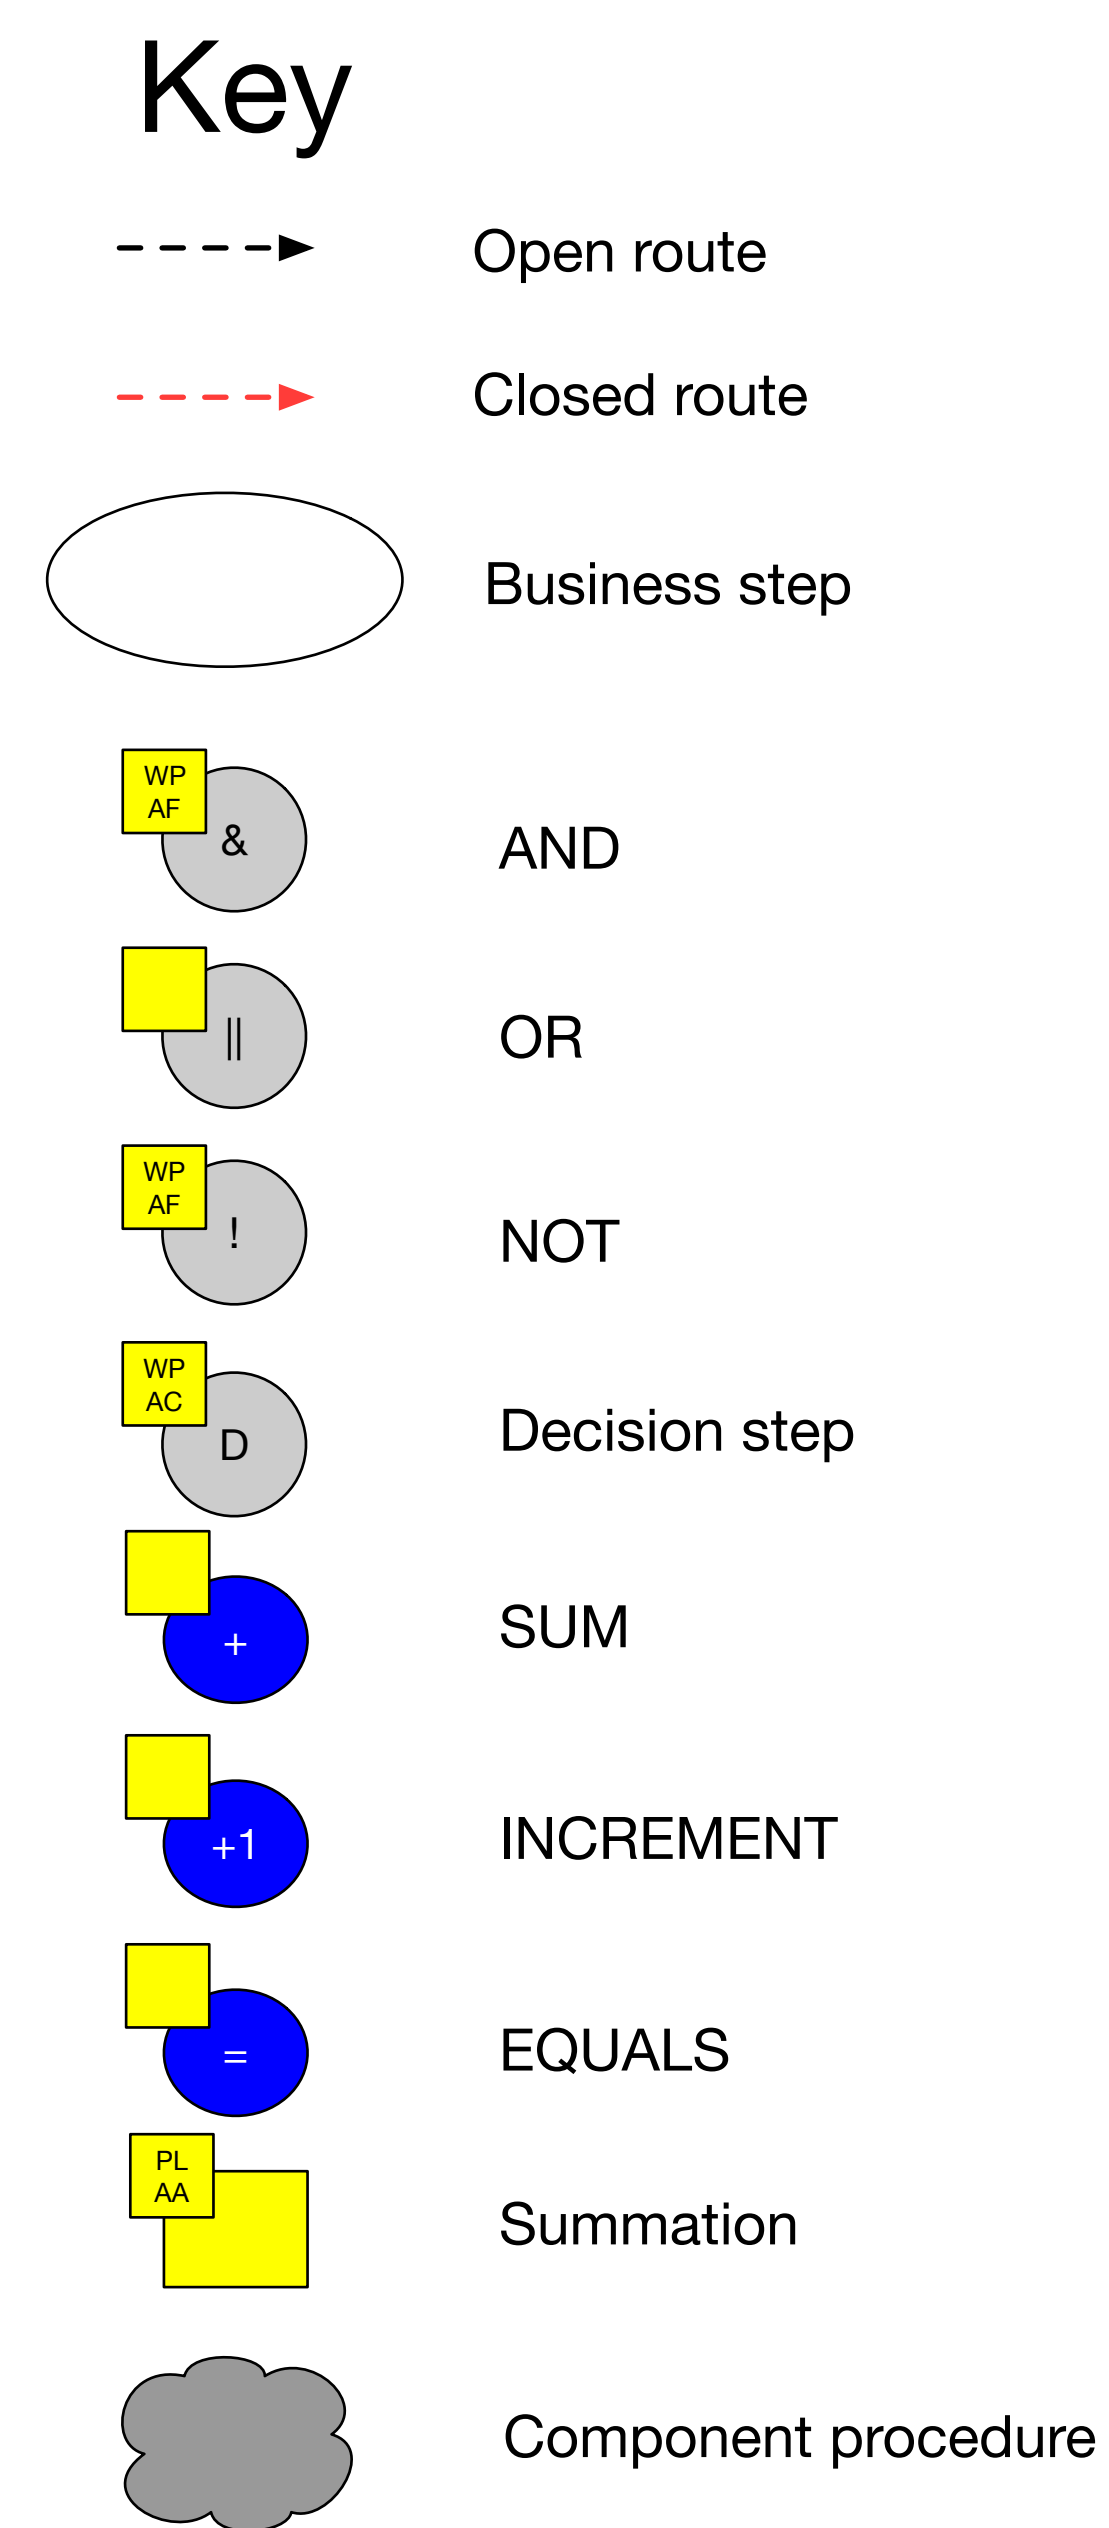 Key
Open route
Closed route
Business step
WP
AF
&
AND
||
OR
WP
AF
!
NOT
WP
AC
D
Decision step
+
SUM
+1
INCREMENT
=
EQUALS
PL
AA
Summation
Component procedure